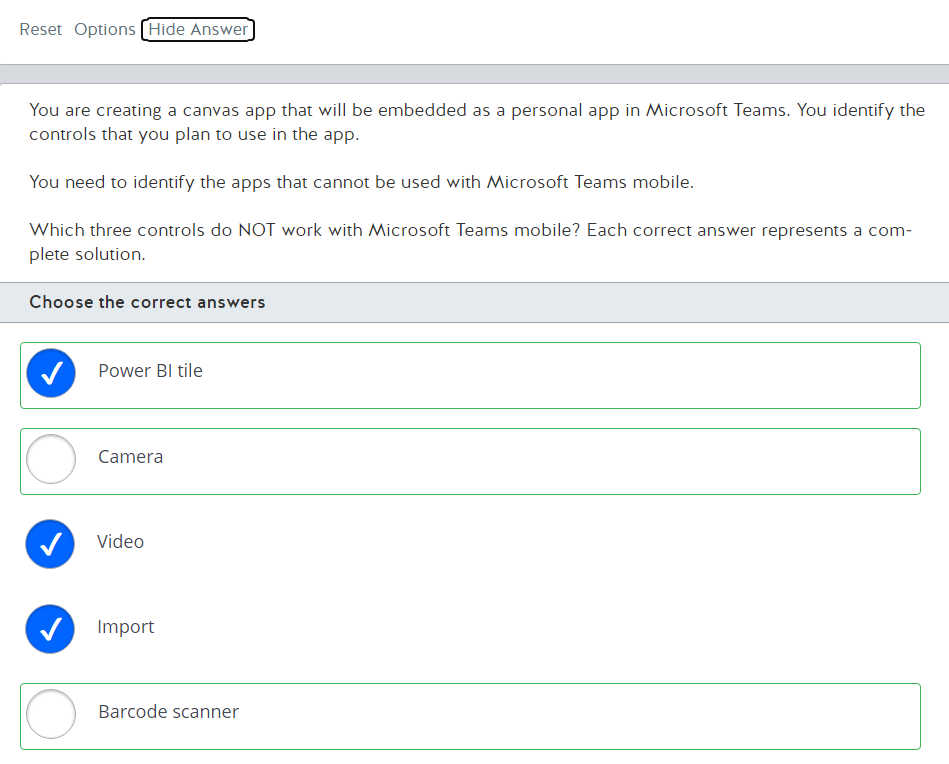 Reset Options Hide Answer
You are creating a canvas app that will be embedded as a personal app in Microsoft Teams. You identify the
controls that you plan to use in the app.
You need to identify the apps that cannot be used with Microsoft Teams mobile.
Which three controls do NOT work with Microsoft Teams mobile? Each correct answer represents a com-
plete solution.
Choose the correct answers
Power BI tile
Camera
Video
Import
Barcode scanner